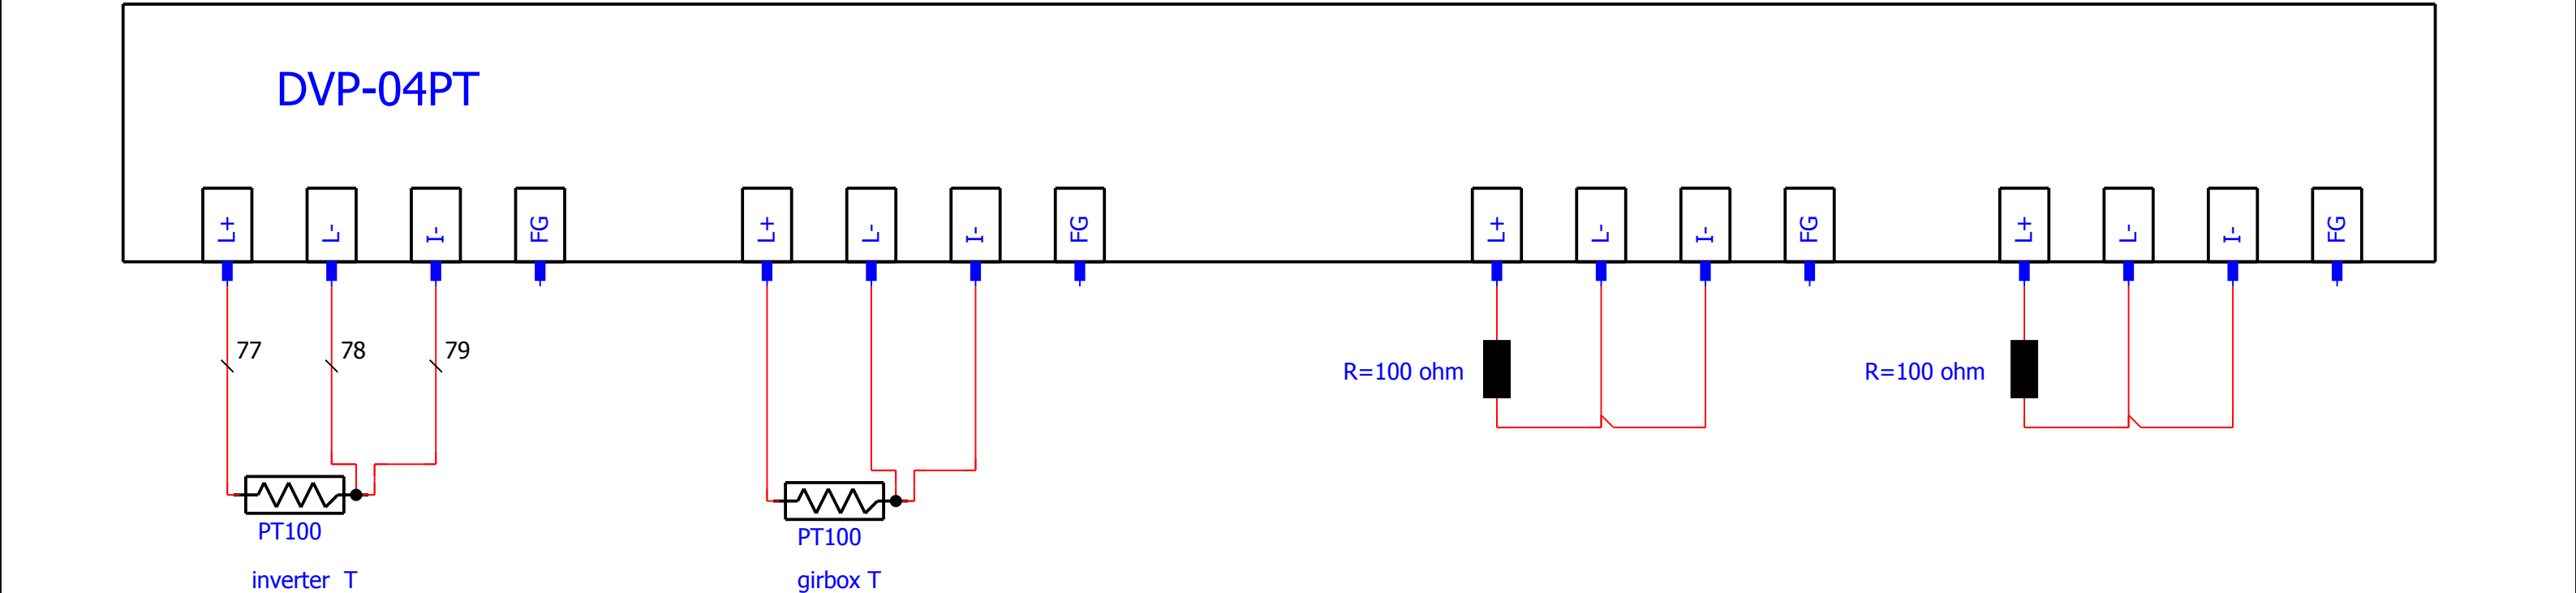 DVP-04PT
L+ L- I- FG L+ L- I- FG L+ L- I- FG L+ L- I- FG
77 78 79
R=100 ohm R=100 ohm
PT100 PT100
inverter T girbox T